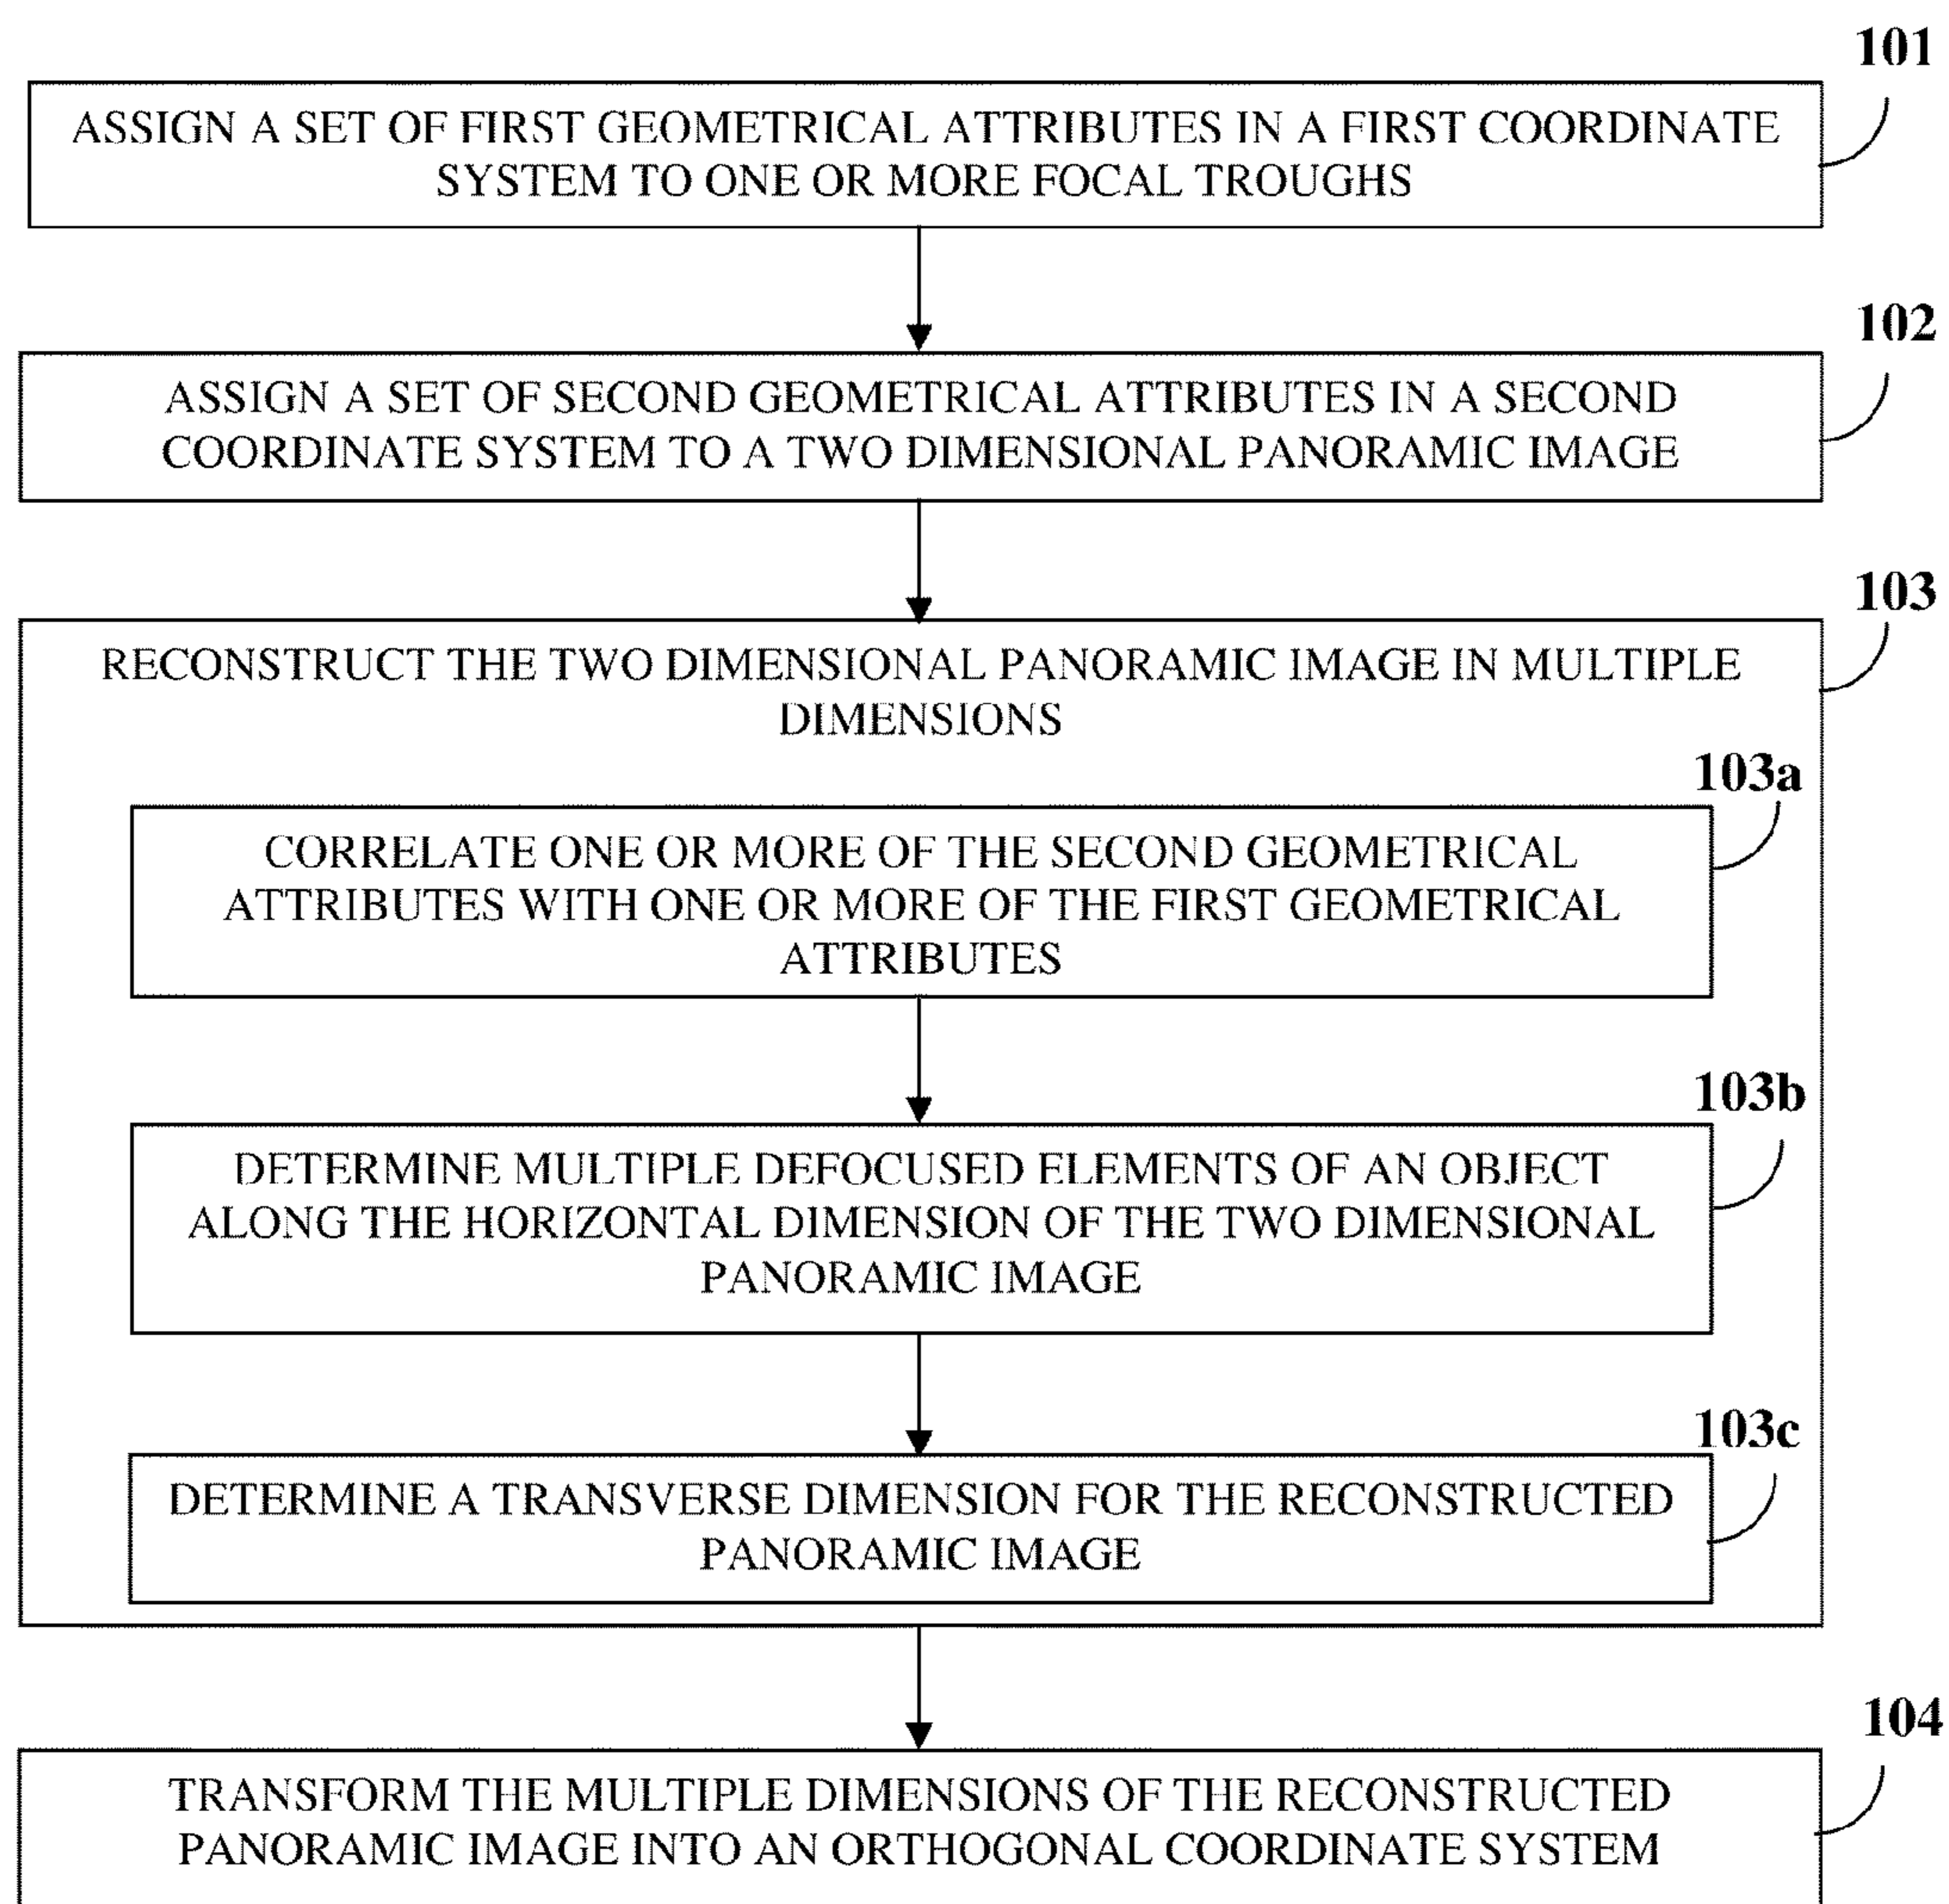 101
ASSIGN A SET OF FIRST GEOMETRICAL ATTRIBUTES IN A FIRST COORDINATE
SYSTEM TO ONE OR MORE FOCAL TROUGHS
102
ASSIGN A SET OF SECOND GEOMETRICAL ATTRIBUTES IN A SECOND
COORDINATE SYSTEM TO A TWO DIMENSIONAL PANORAMIC IMAGE
103
RECONSTRUCT THE TWO DIMENSIONAL PANORAMIC IMAGE IN MULTIPLE
DIMENSIONS
103a
CORRELATE ONE OR MORE OF THE SECOND GEOMETRICAL
ATTRIBUTES WITH ONE OR MORE OF THE FIRST GEOMETRICAL
ATTRIBUTES
103b
DETERMINE MULTIPLE DEFOCUSED ELEMENTS OF AN OBJECT
ALONG THE HORIZONTAL DIMENSION OF THE TWO DIMENSIONAL
PANORAMIC IMAGE
103c
DETERMINE A TRANSVERSE DIMENSION FOR THE RECONSTRUCTED
PANORAMIC IMAGE
104
TRANSFORM THE MULTIPLE DIMENSIONS OF THE RECONSTRUCTED
PANORAMIC IMAGE INTO AN ORTHOGONAL COORDINATE SYSTEM